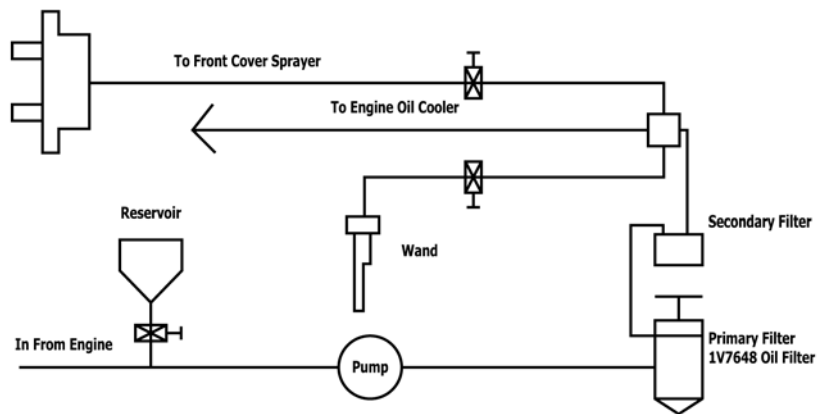 To Front Cover Sprayer
To Engine Oil Cooler
Reservoir
Secondary Filter
Wand
In From Engine
Pump
Primary Filter
1V7648 Oil Filter